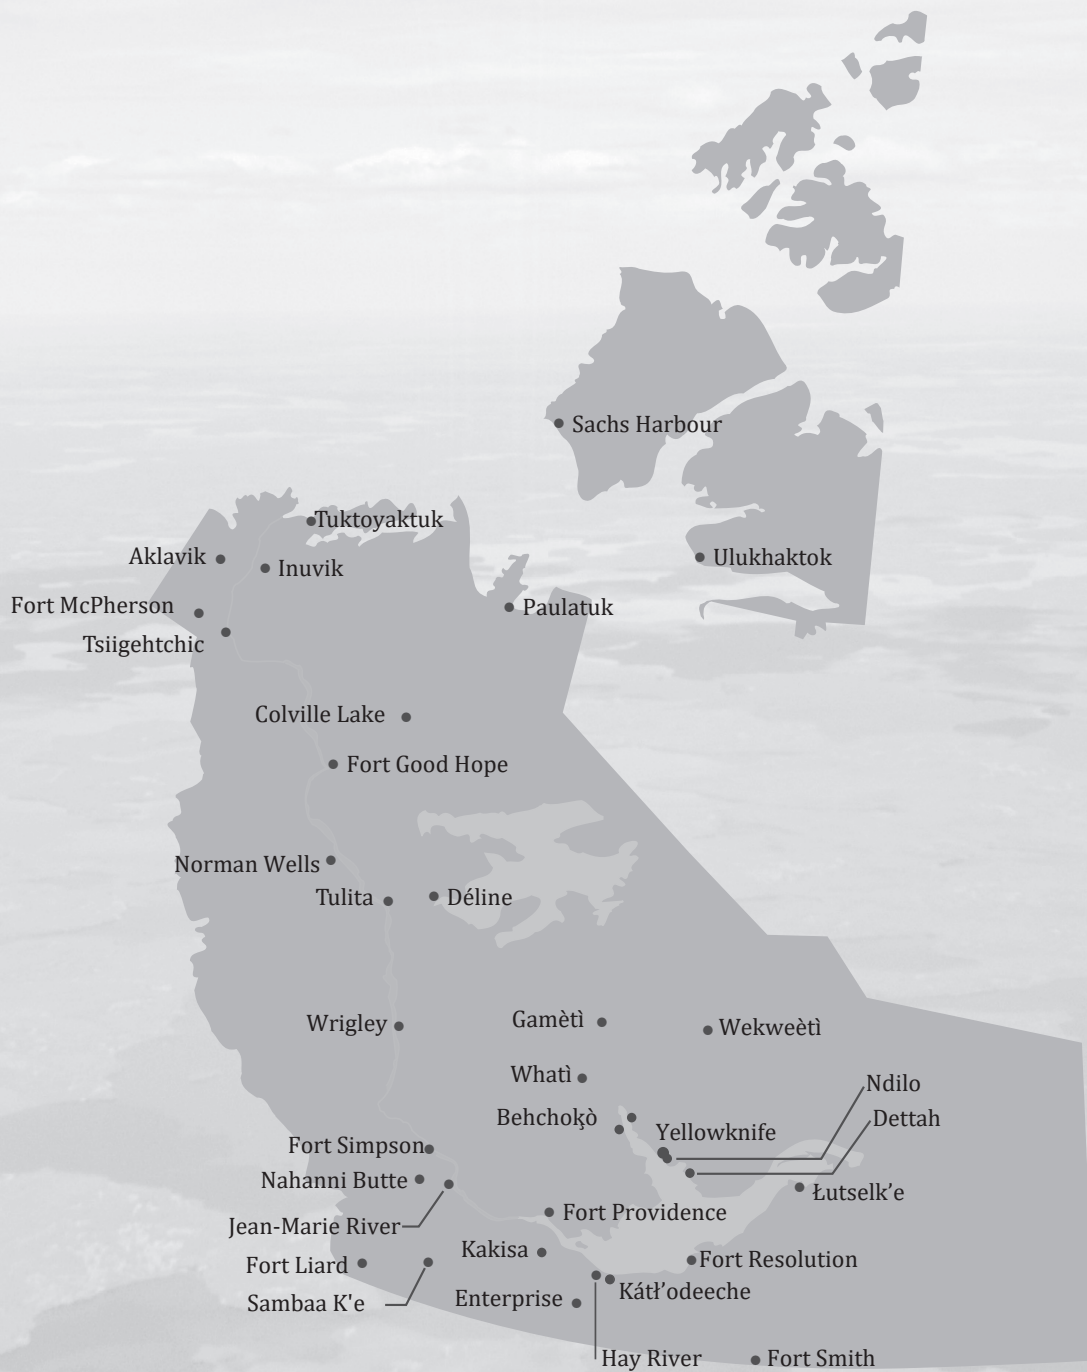 Sachs Harbour
Tuktoyaktuk
Aklavik
Inuvik
Ulukhaktok
Fort McPherson
Paulatuk
Tsiigehtchic
Colville Lake
Fort Good Hope
Norman Wells
Tulita
Déline
Wrigley
Gamètì
Wekweètì
Whatì
Ndilo
Behchoķò
Dettah
Yellowknife
Fort Simpson
Nahanni Butte
Łutselk’e
Jean-Marie River
Fort Providence
Kakisa
Fort Resolution
Fort Liard
Kátł’odeeche
Sambaa K'e
Enterprise
Hay River
Fort Smith